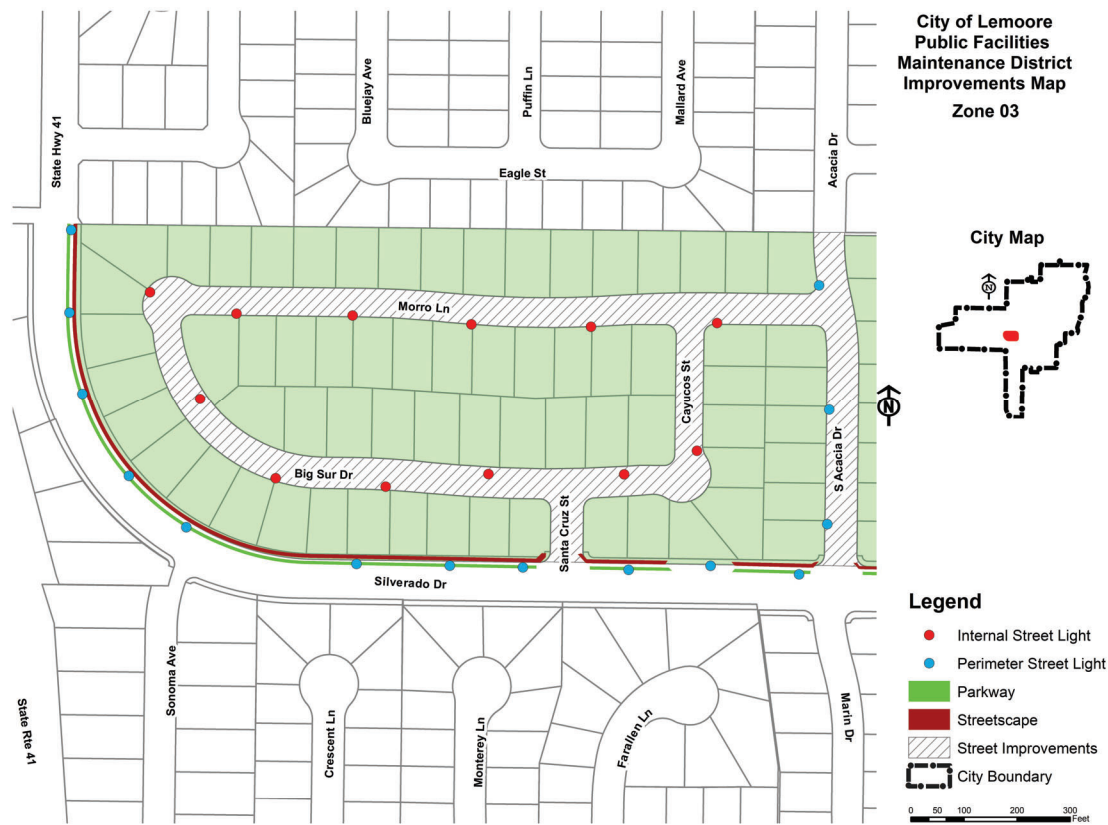 City of Lemoore
Public Facilities
Maintenance District
Improvements Map
Zone 03
State Hwy 41
Bluejay Ave
Puffin Ln
Mallard Ave
Acacia Dr
Eagle St
City Map
N
Morro Ln
Cayucos St
N
S Acacia Dr
Big Sur Dr
Santa Cruz St
Silverado Dr
Sonoma Ave
State Rte 41
Crescent Ln
Monterey Ln
Farallen Ln
Marin Dr
Legend
Internal Street Light
Perimeter Street Light
Parkway
Streetscape
Street Improvements
City Boundary
0 50 100 200 300
Feet